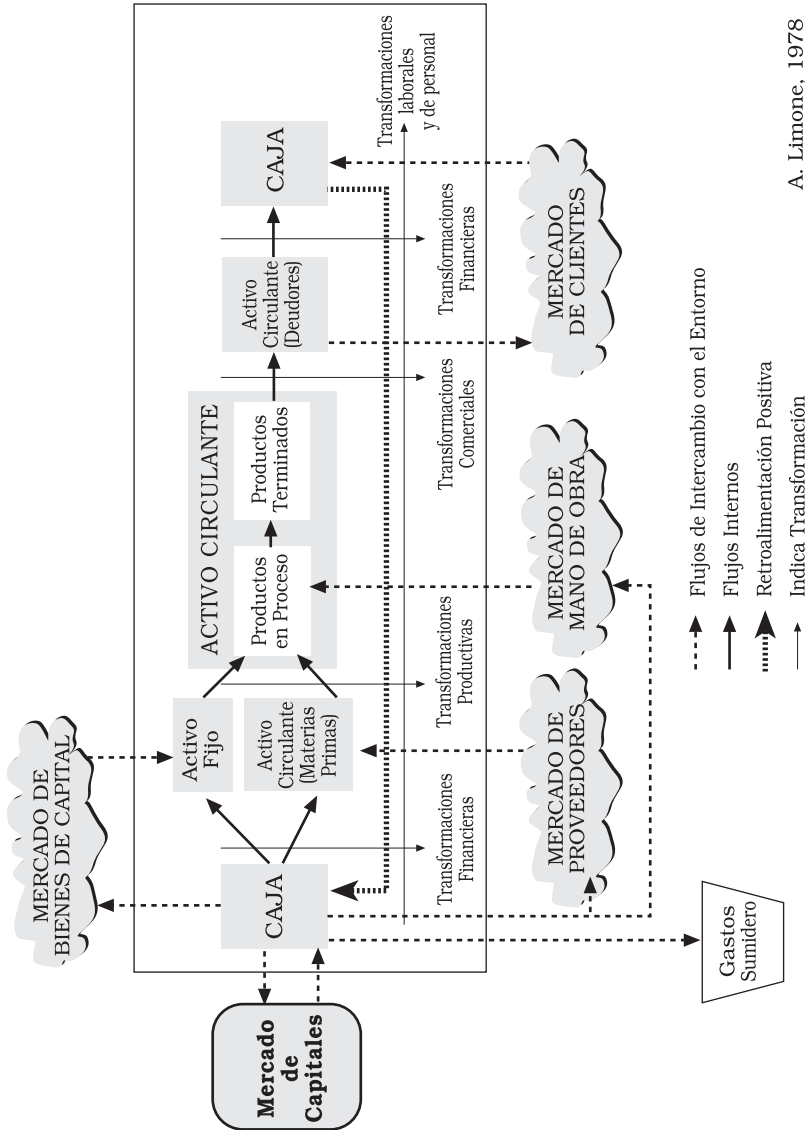 MERCADO DE
BIENES DE CAPITAL
Mercado
de
Capitales
CAJA
Activo
Fijo
Activo
Circulante
(Materias
Primas)
ACTIVO CIRCULANTE
Productos
en Proceso
Productos
Terminados
Activo
Circulante
(Deudores)
CAJA
Transformaciones
Financieras
Transformaciones
Productivas
Transformaciones
Comerciales
Transformaciones
Financieras
Transformaciones
laborales
y de personal
Gastos
Sumidero
MERCADO DE
PROVEEDORES
MERCADO DE
MANO DE OBRA
MERCADO
DE CLIENTES
Flujos de Intercambio con el Entorno
Flujos Internos
Retroalimentación Positiva
Indica Transformación
A. Limone, 1978